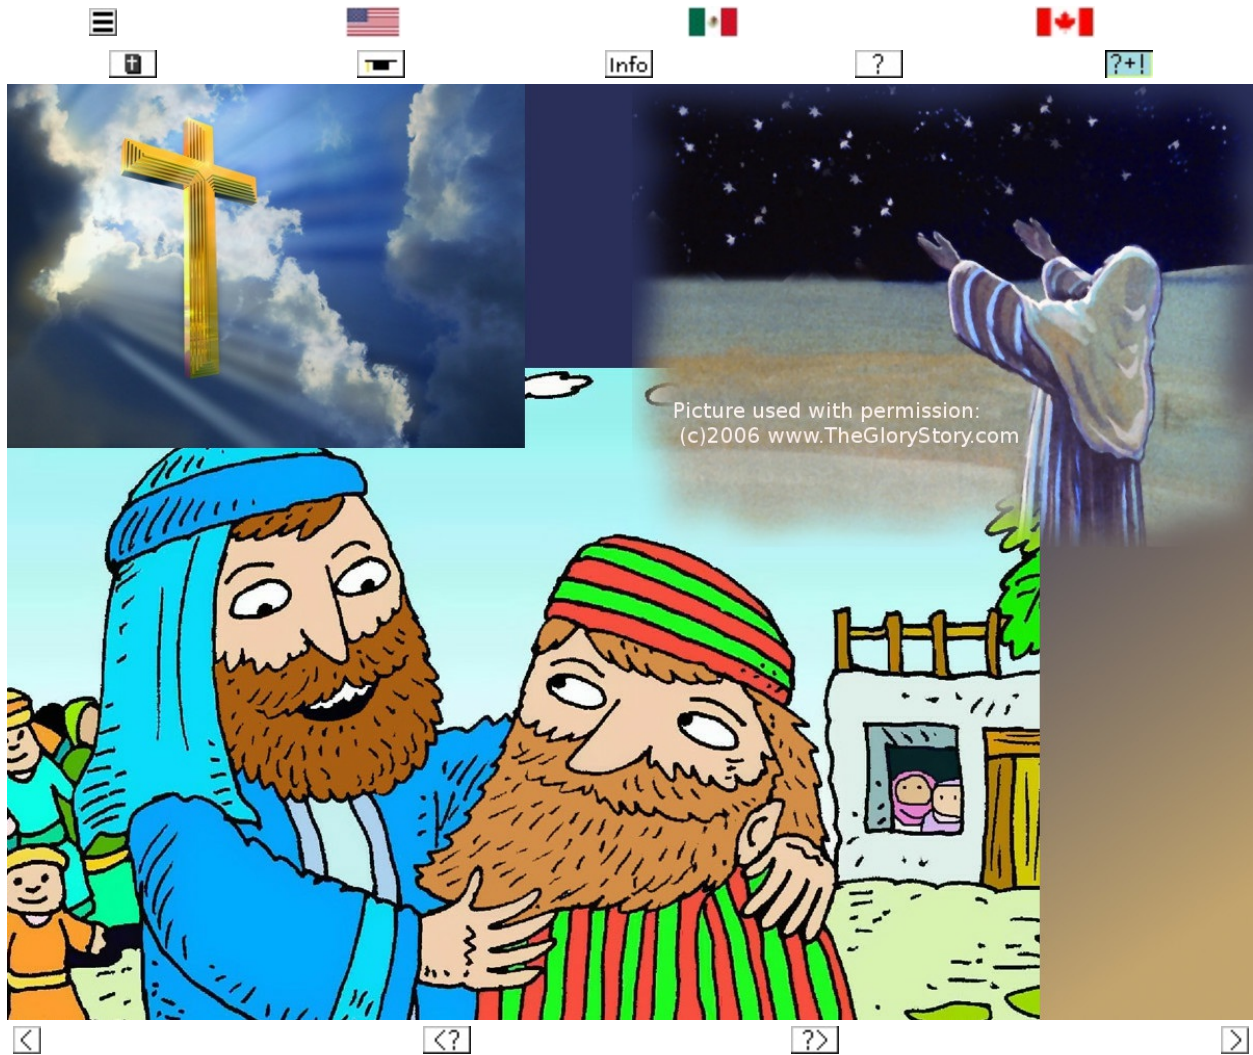 Info
?
?+!
Picture used with permission:
(c)2006 www.TheGloryStory.com
<
<?
?>
>